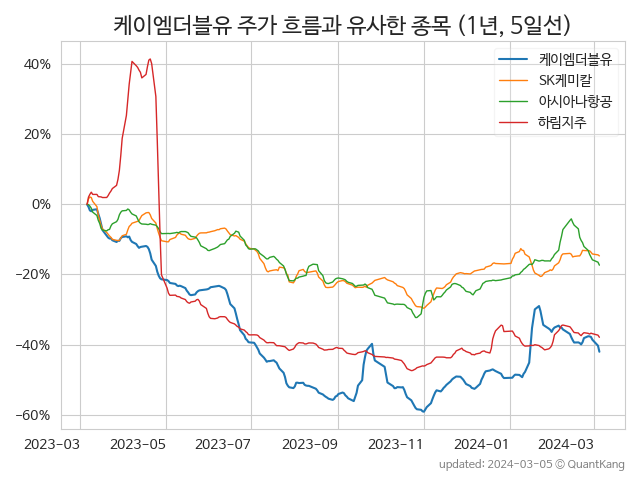 케이엠더블유 주가 흐름과 유사한 종목 (1년, 5일선)
케이엠더블유
SK케미칼
아시아나항공
하림지주
40%
20%
0%
−20%
−40%
−60%
2023−03
2023−05
2023−07
2023−09
2023−11
2024−01
2024−03
updated: 2024-03-05 © QuantKang